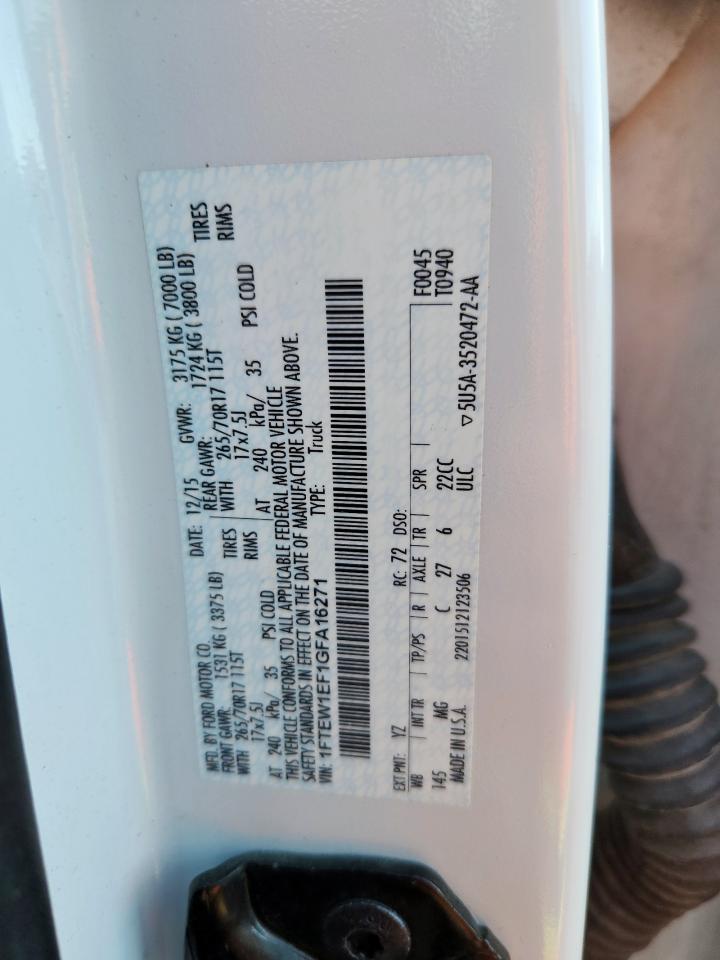 MFD. BY FORD MOTOR CO.
DATE: 12/15 GVWR: 3175 KG ( 7000 LB)
FRONT GAWR: 1531 KG ( 3375 LB) REAR GAWR: 1724 KG ( 3800 LB)
WITH 265/70R17 115T TIRES WITH 265/70R17 115T TIRES
17x7.5J RIMS 17x7.5J RIMS
AT 240 kPa/ 35 PSI COLD AT 240 kPa/ 35 PSI COLD
THIS VEHICLE CONFORMS TO ALL APPLICABLE FEDERAL MOTOR VEHICLE
SAFETY STANDARDS IN EFFECT ON THE DATE OF MANUFACTURE SHOWN ABOVE.
VIN: 1FTEW1EF1GFA16271 TYPE: Truck
EXT PNT: YZ RC: 72 DSO: F0045
WB INT TR TP/PS R AXLE TR SPR T0940
145 MG C 27 6 22CC
MADE IN U.S.A. 2201512123506 ULC ▽5U5A-3520472-AA